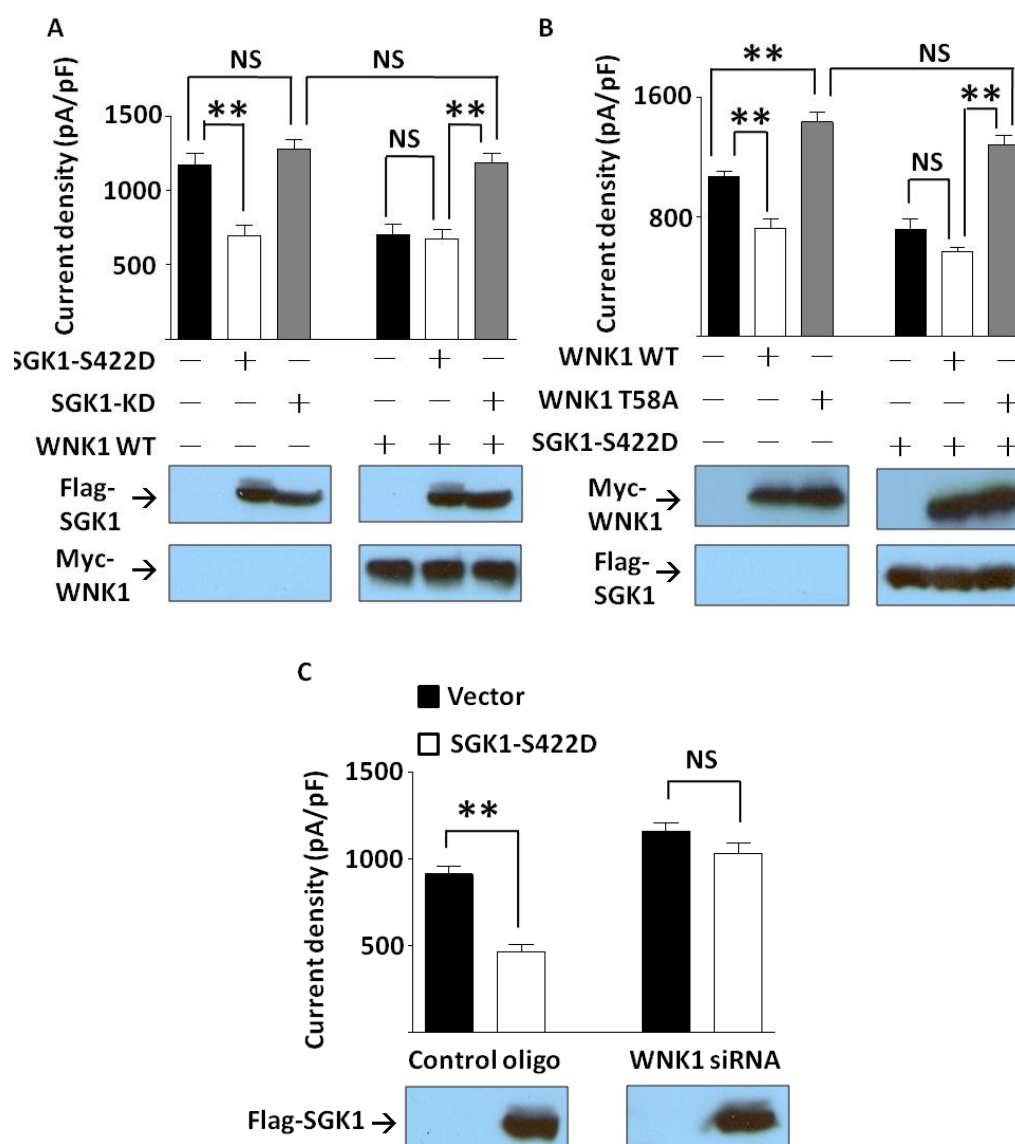 A
NS
NS
**
NS
**
Current density (pA/pF)
1500
1000
500
SGK1-S422D — + — — + —
SGK1-KD — — + — — +
WNK1 WT — — — + + +
Flag-
SGK1 →
Myc-
WNK1 →
B
**
NS
**
NS
**
Current density (pA/pF)
1600
800
WNK1 WT — + — — + —
WNK1 T58A — — + — — +
SGK1-S422D — — — + + +
Myc-
WNK1 →
Flag-
SGK1 →
C
Vector
SGK1-S422D
**
NS
Current density (pA/pF)
1500
1000
500
Control oligo WNK1 siRNA
Flag-SGK1 →